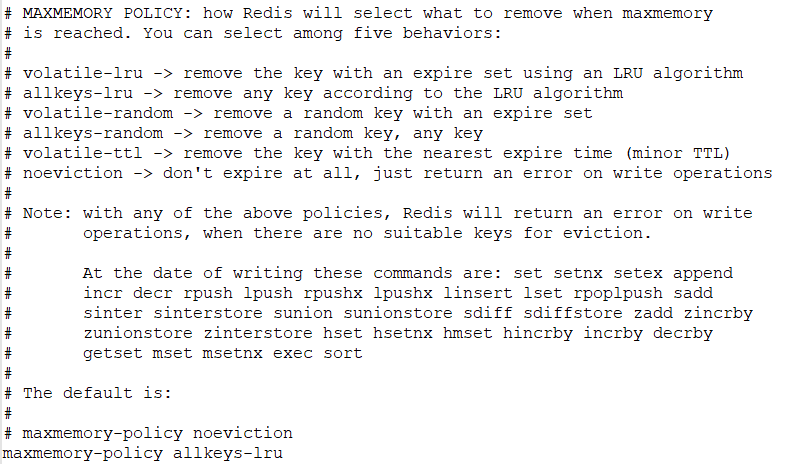 # MAXMEMORY POLICY: how Redis will select what to remove when maxmemory
# is reached. You can select among five behaviors:
#
# volatile-lru -> remove the key with an expire set using an LRU algorithm
# allkeys-lru -> remove any key according to the LRU algorithm
# volatile-random -> remove a random key with an expire set
# allkeys-random -> remove a random key, any key
# volatile-ttl -> remove the key with the nearest expire time (minor TTL)
# noeviction -> don't expire at all, just return an error on write operations
#
# Note: with any of the above policies, Redis will return an error on write
#       operations, when there are no suitable keys for eviction.
#
#       At the date of writing these commands are: set setnx setex append
#       incr decr rpush lpush rpushx lpushx linsert lset rpoplpush sadd
#       sinter sinterstore sunion sunionstore sdiff sdiffstore zadd zincrby
#       zunionstore zinterstore hset hsetnx hmset hincrby incrby decrby
#       getset mset msetnx exec sort
#
# The default is:
#
# maxmemory-policy noeviction
maxmemory-policy allkeys-lru